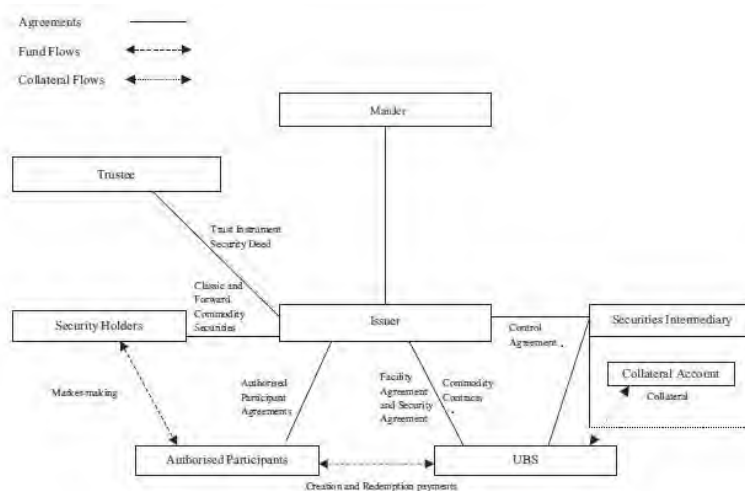 Agreements
Fund Flows
Collateral Flows
Trustee
Trust Instrument
Security Deed
Classic and
Forward
Commodity
Securities
Security Holders
Issuer
Control
Agreement
Securities Intermediary
Collateral Account
Collateral
Market-making
Authorised
Participant
Agreements
Facility
Agreement
and Security
Agreement
Commodity
Contracts
Authorised Participants
UBS
Creation and Redemption payments